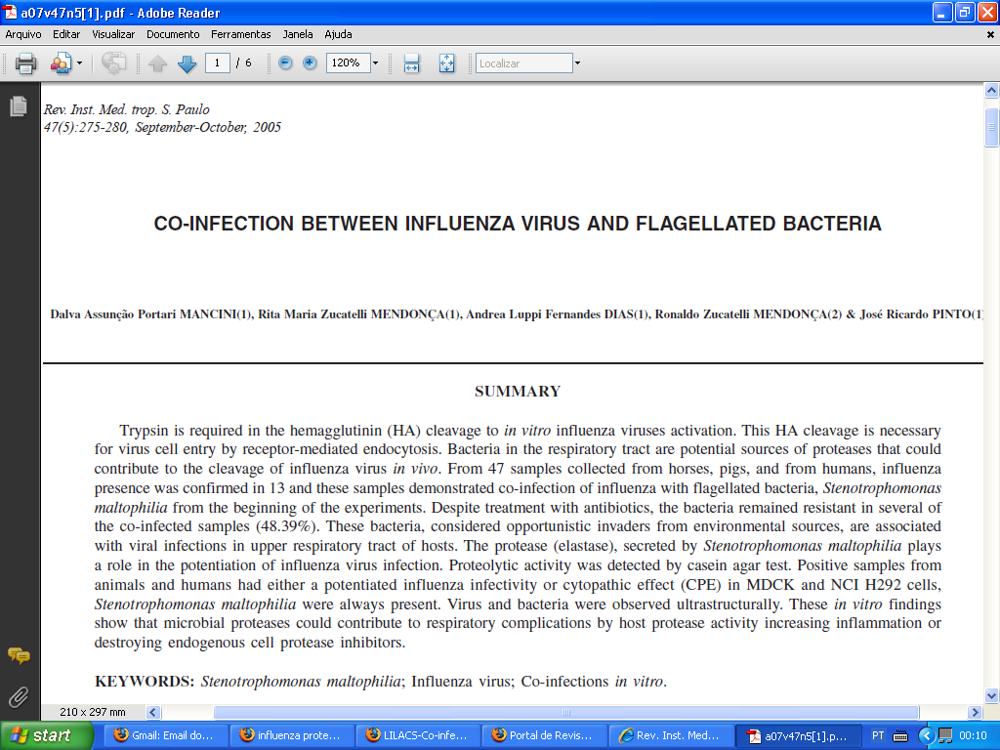 a07v47n5[1].pdf - Adobe Reader
Arquivo Editar Visualizar Documento Ferramentas Janela Ajuda
1 / 6 120% Localizar
Rev. Inst. Med. trop. S. Paulo
47(5):275-280, September-October, 2005
CO-INFECTION BETWEEN INFLUENZA VIRUS AND FLAGELLATED BACTERIA
Dalva Assunção Portari MANCINI(1), Rita Maria Zucatelli MENDONÇA(1), Andrea Luppi Fernandes DIAS(1), Ronaldo Zucatelli MENDONÇA(2) & José Ricardo PINTO(1)
SUMMARY
Trypsin is required in the hemagglutinin (HA) cleavage to in vitro influenza viruses activation. This HA cleavage is necessary
for virus cell entry by receptor-mediated endocytosis. Bacteria in the respiratory tract are potential sources of proteases that could
contribute to the cleavage of influenza virus in vivo. From 47 samples collected from horses, pigs, and from humans, influenza
presence was confirmed in 13 and these samples demonstrated co-infection of influenza with flagellated bacteria, Stenotrophomonas
maltophilia from the beginning of the experiments. Despite treatment with antibiotics, the bacteria remained resistant in several of
the co-infected samples (48.39%). These bacteria, considered opportunistic invaders from environmental sources, are associated
with viral infections in upper respiratory tract of hosts. The protease (elastase), secreted by Stenotrophomonas maltophilia plays
a role in the potentiation of influenza virus infection. Proteolytic activity was detected by casein agar test. Positive samples from
animals and humans had either a potentiated influenza infectivity or cytopathic effect (CPE) in MDCK and NCI H292 cells,
Stenotrophomonas maltophilia were always present. Virus and bacteria were observed ultrastructurally. These in vitro findings
show that microbial proteases could contribute to respiratory complications by host protease activity increasing inflammation or
destroying endogenous cell protease inhibitors.
KEYWORDS: Stenotrophomonas maltophilia; Influenza virus; Co-infections in vitro.
210 x 297 mm
start Gmail: Email do... influenza prote... LILACS-Co-infe... Portal de Revis... Rev. Inst. Med... a07v47n5[1].p... PT 00:10